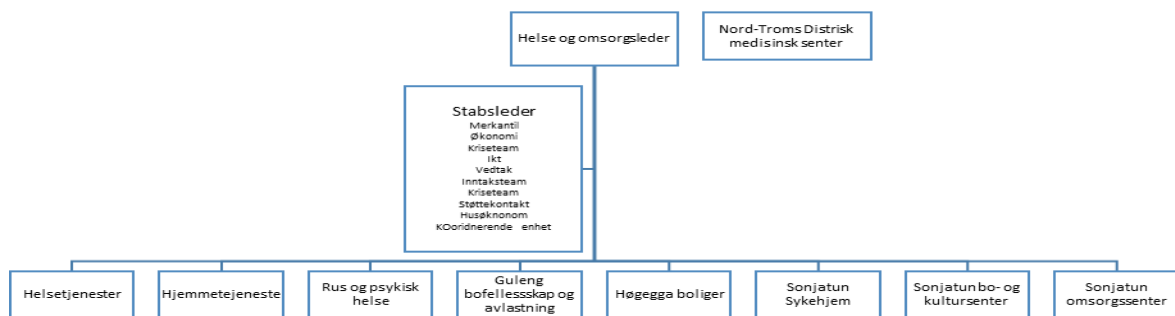 Helse og omsorgsleder
Nord-Troms Distrisk
medisinsk senter
Stabsleder
Merkantil
Økonomi
Kriseteam
Ikt
Vedtak
Inntaksteam
Kriseteam
Støttekontakt
Husøknonom
KOoridnerende enhet
Helsetjenester
Hjemmetejeneste
Rus og psykisk
helse
Guleng
bofellessskap og
avlastning
Høgegga boliger
Sonjatun
Sykehjem
Sonjatun bo- og
kultursenter
Sonjatun
omsorgssenter